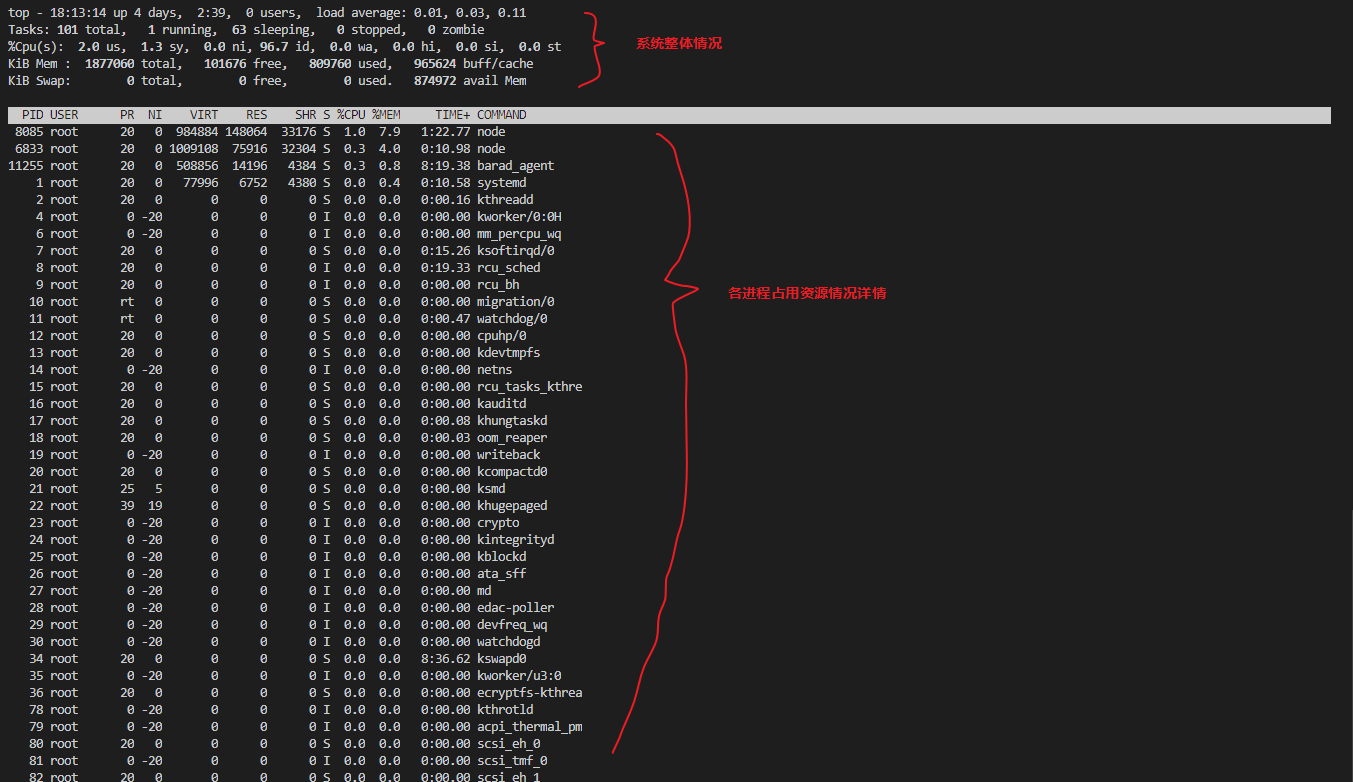 top - 18:13:14 up 4 days,  2:39,  0 users,  load average: 0.01, 0.03, 0.11
Tasks: 101 total,   1 running,  63 sleeping,   0 stopped,   0 zombie
%Cpu(s):  2.0 us,  1.3 sy,  0.0 ni, 96.7 id,  0.0 wa,  0.0 hi,  0.0 si,  0.0 st
系统整体情况
KiB Mem :  1877060 total,   101676 free,   809760 used,   965624 buff/cache
KiB Swap:        0 total,        0 free,        0 used.   874972 avail Mem
PID USER      PR  NI    VIRT    RES    SHR S %CPU %MEM     TIME+ COMMAND
8085 root      20   0  984884 148064  33176 S  1.0  7.9   1:22.77 node
6833 root      20   0 1009108  75916  32304 S  0.3  4.0   0:10.98 node
11255 root      20   0  508856  14196   4384 S  0.3  0.8   8:19.38 barad_agent
1 root      20   0   77996   6752   4380 S  0.0  0.4   0:10.58 systemd
2 root      20   0       0      0      0 S  0.0  0.0   0:00.16 kthreadd
4 root       0 -20       0      0      0 I  0.0  0.0   0:00.00 kworker/0:0H
6 root       0 -20       0      0      0 I  0.0  0.0   0:00.00 mm_percpu_wq
7 root      20   0       0      0      0 S  0.0  0.0   0:15.26 ksoftirqd/0
8 root      20   0       0      0      0 I  0.0  0.0   0:19.33 rcu_sched
9 root      20   0       0      0      0 I  0.0  0.0   0:00.00 rcu_bh
各进程占用资源情况详情
10 root      rt   0       0      0      0 S  0.0  0.0   0:00.00 migration/0
11 root      rt   0       0      0      0 S  0.0  0.0   0:00.47 watchdog/0
12 root      20   0       0      0      0 S  0.0  0.0   0:00.00 cpuhp/0
13 root      20   0       0      0      0 S  0.0  0.0   0:00.00 kdevtmpfs
14 root       0 -20       0      0      0 I  0.0  0.0   0:00.00 netns
15 root      20   0       0      0      0 S  0.0  0.0   0:00.00 rcu_tasks_kthre
16 root      20   0       0      0      0 S  0.0  0.0   0:00.00 kauditd
17 root      20   0       0      0      0 S  0.0  0.0   0:00.08 khungtaskd
18 root      20   0       0      0      0 S  0.0  0.0   0:00.03 oom_reaper
19 root       0 -20       0      0      0 I  0.0  0.0   0:00.00 writeback
20 root      20   0       0      0      0 S  0.0  0.0   0:00.00 kcompactd0
21 root      25   5       0      0      0 S  0.0  0.0   0:00.00 ksmd
22 root      39  19       0      0      0 S  0.0  0.0   0:00.00 khugepaged
23 root       0 -20       0      0      0 I  0.0  0.0   0:00.00 crypto
24 root       0 -20       0      0      0 I  0.0  0.0   0:00.00 kintegrityd
25 root       0 -20       0      0      0 I  0.0  0.0   0:00.00 kblockd
26 root       0 -20       0      0      0 I  0.0  0.0   0:00.00 ata_sff
27 root       0 -20       0      0      0 I  0.0  0.0   0:00.00 md
28 root       0 -20       0      0      0 I  0.0  0.0   0:00.00 edac-poller
29 root       0 -20       0      0      0 I  0.0  0.0   0:00.00 devfreq_wq
30 root       0 -20       0      0      0 I  0.0  0.0   0:00.00 watchdogd
34 root      20   0       0      0      0 S  0.0  0.0   8:36.62 kswapd0
35 root       0 -20       0      0      0 I  0.0  0.0   0:00.00 kworker/u3:0
36 root      20   0       0      0      0 S  0.0  0.0   0:00.00 ecryptfs-kthrea
78 root       0 -20       0      0      0 I  0.0  0.0   0:00.00 kthrotld
79 root       0 -20       0      0      0 I  0.0  0.0   0:00.00 acpi_thermal_pm
80 root      20   0       0      0      0 S  0.0  0.0   0:00.00 scsi_eh_0
81 root       0 -20       0      0      0 I  0.0  0.0   0:00.00 scsi_tmf_0
82 root      20   0       0      0      0 S  0.0  0.0   0:00.00 scsi_eh_1